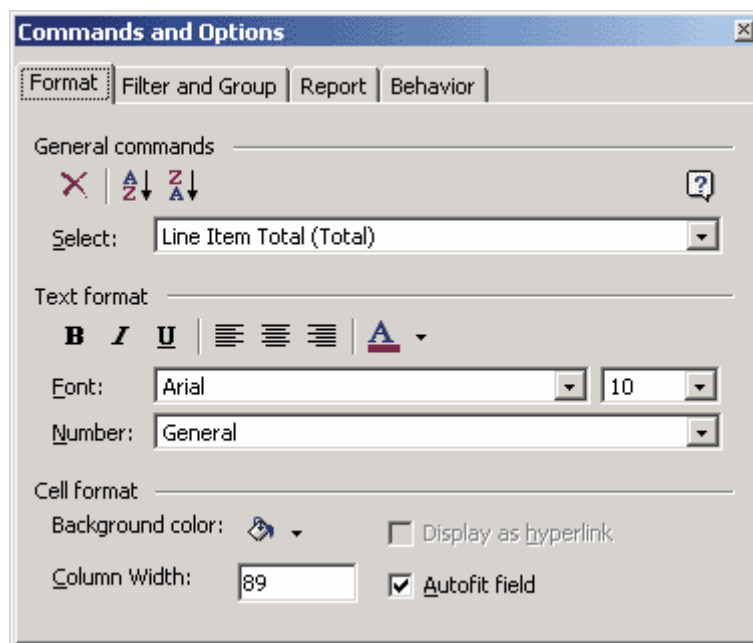 Commands and Options
Format Filter and Group Report Behavior
General commands
Select: Line Item Total (Total)
Text format
B I U A
Font: Arial 10
Number: General
Cell format
Background color: Display as hyperlink
Column Width: 89 Autofit field